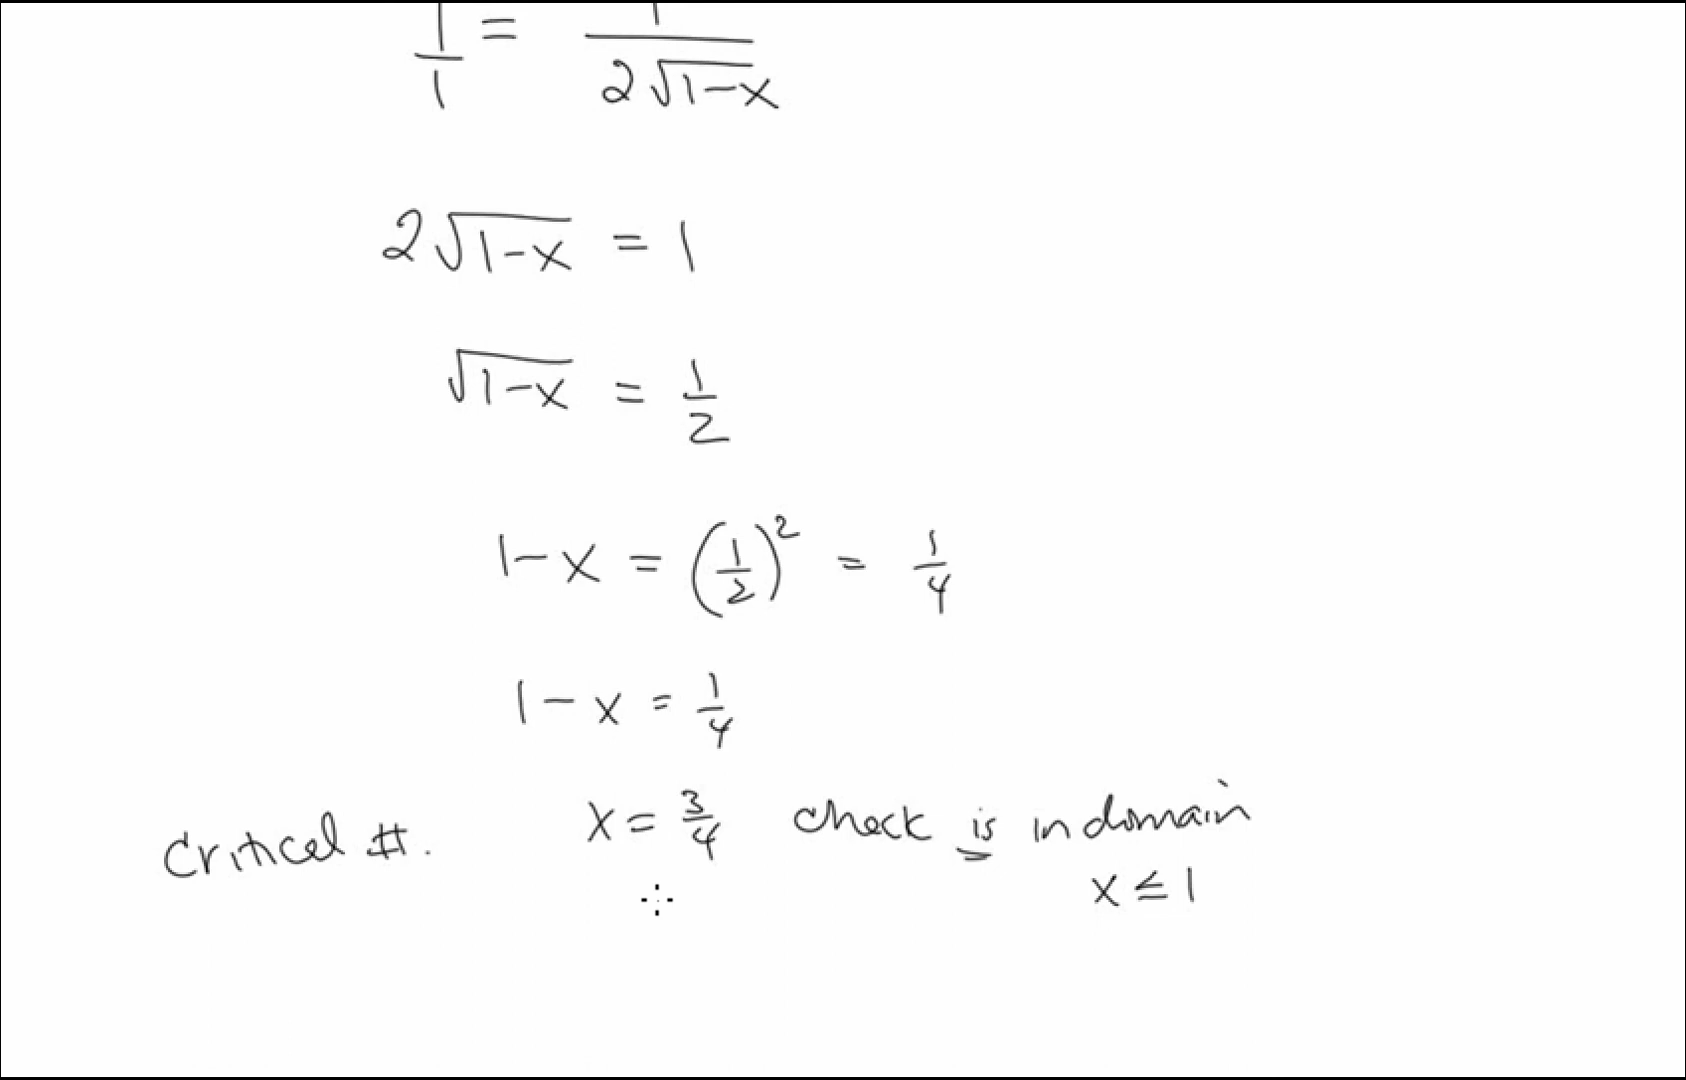 1/1 = 1/(2√(1-x))
2√(1-x) = 1
√(1-x) = 1/2
1-x = (1/2)² = 1/4
1-x = 1/4
Critical #. x = 3/4 check is in domain
x ≤ 1